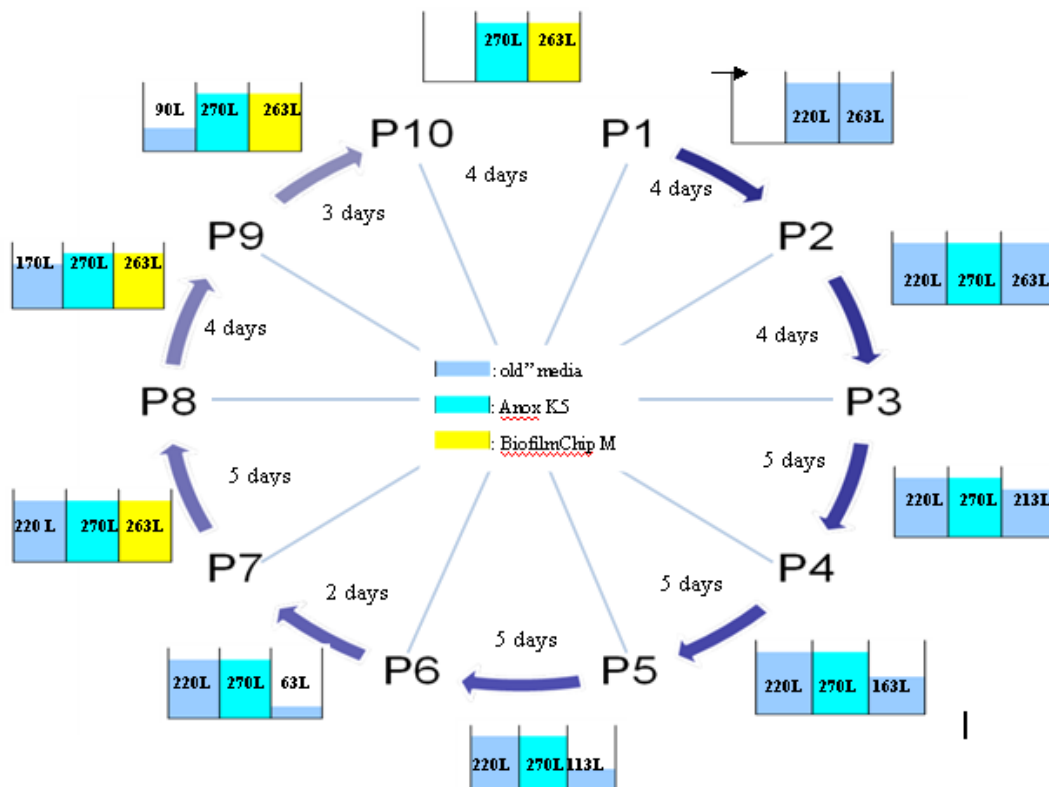 270L 263L
220L 263L
90L 270L 263L
P10 P1
4 days 4 days
3 days
P9 P2
170L 270L 263L
220L 270L 263L
4 days 4 days
: old” media
: Anox K5
: BiofilmChip M
P8 P3
5 days 5 days
220 L 270L 263L
220L 270L 213L
P7 P4
2 days 5 days
5 days
P6 P5
220L 270L 63L
220L 270L 163L
220L 270L 113L